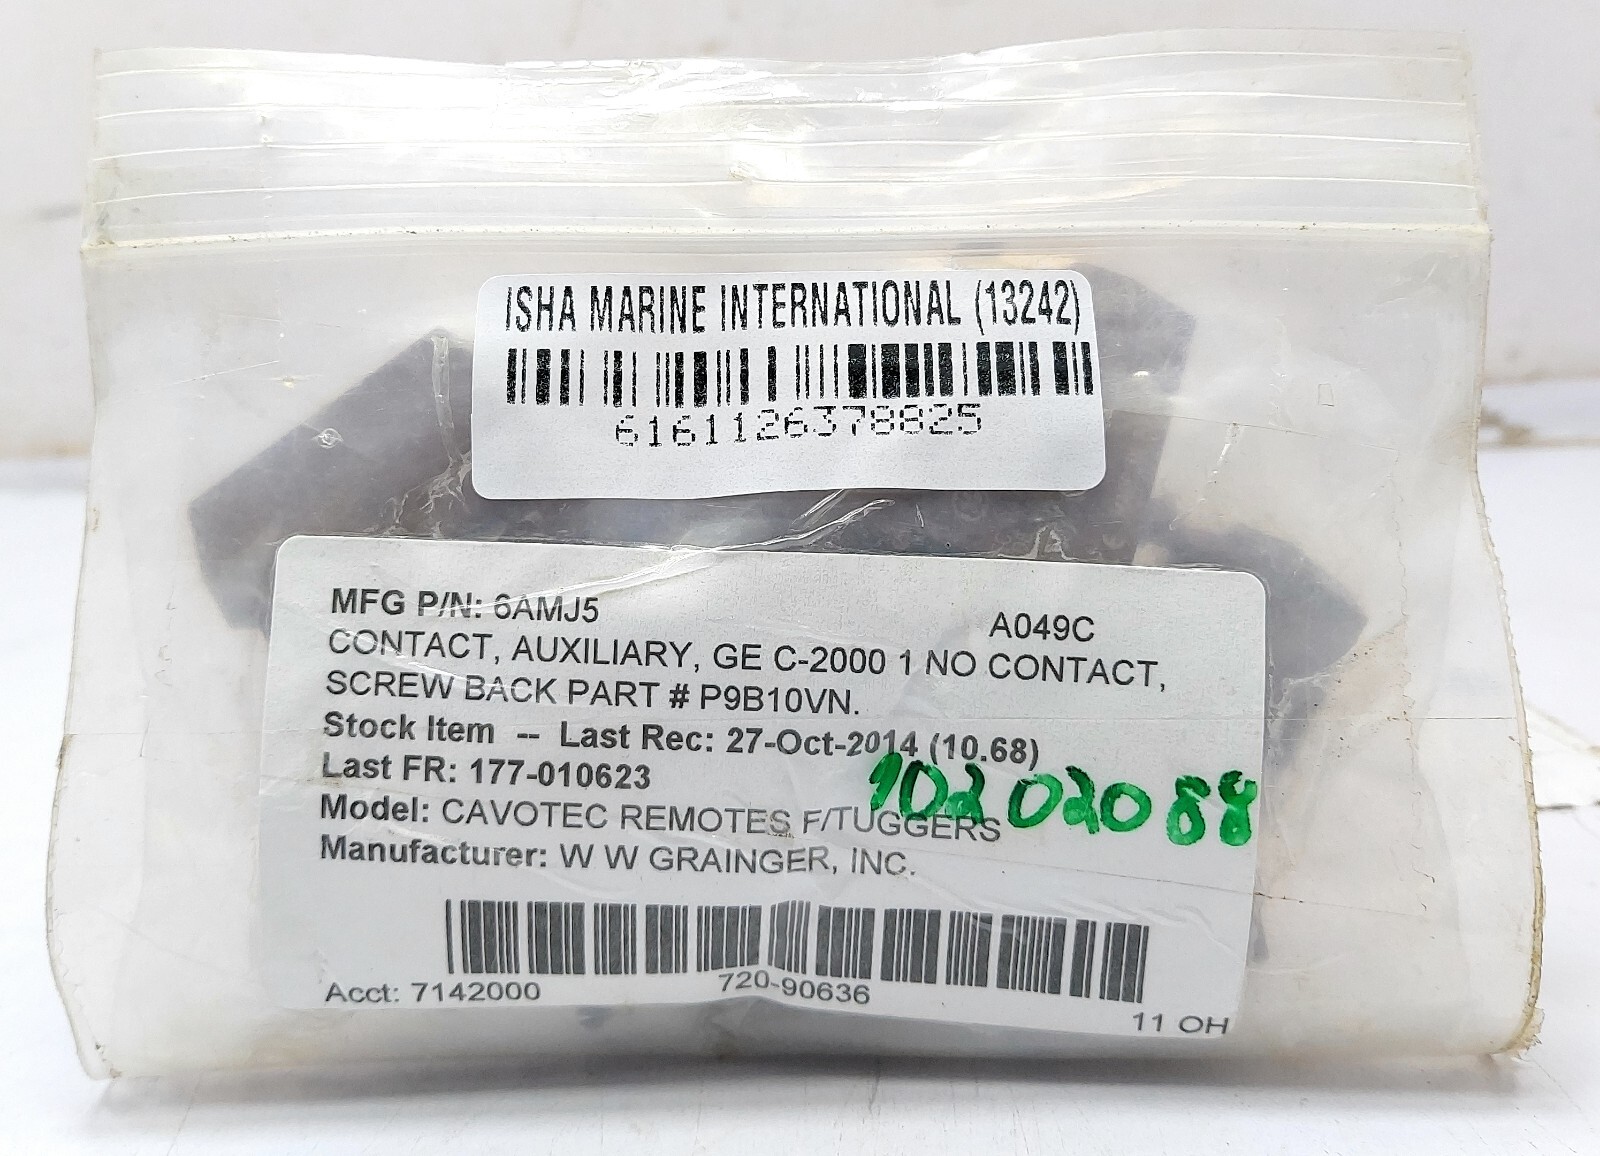 ISHA MARINE INTERNATIONAL (13242)
6161126378825
MFG P/N: 6AMJ5 A049C
CONTACT, AUXILIARY, GE C-2000 1 NO CONTACT,
SCREW BACK PART # P9B10VN.
Stock Item -- Last Rec: 27-Oct-2014 (10.68)
Last FR: 177-010623
10202088
Model: CAVOTEC REMOTES F/TUGGERS
Manufacturer: W W GRAINGER, INC.
Acct: 7142000 720-90636
11 OH